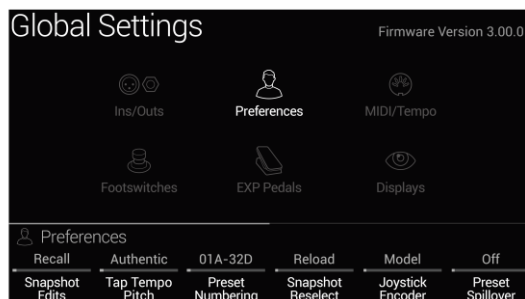 Global Settings
Firmware Version 3.00.0
Ins/Outs Preferences MIDI/Tempo
Footswitches EXP Pedals Displays
Preferences
Recall Authentic 01A-32D Reload Model Off
Snapshot Tap Tempo Preset Snapshot Joystick Preset
Edits Pitch Numbering Reselect Encoder Spillover